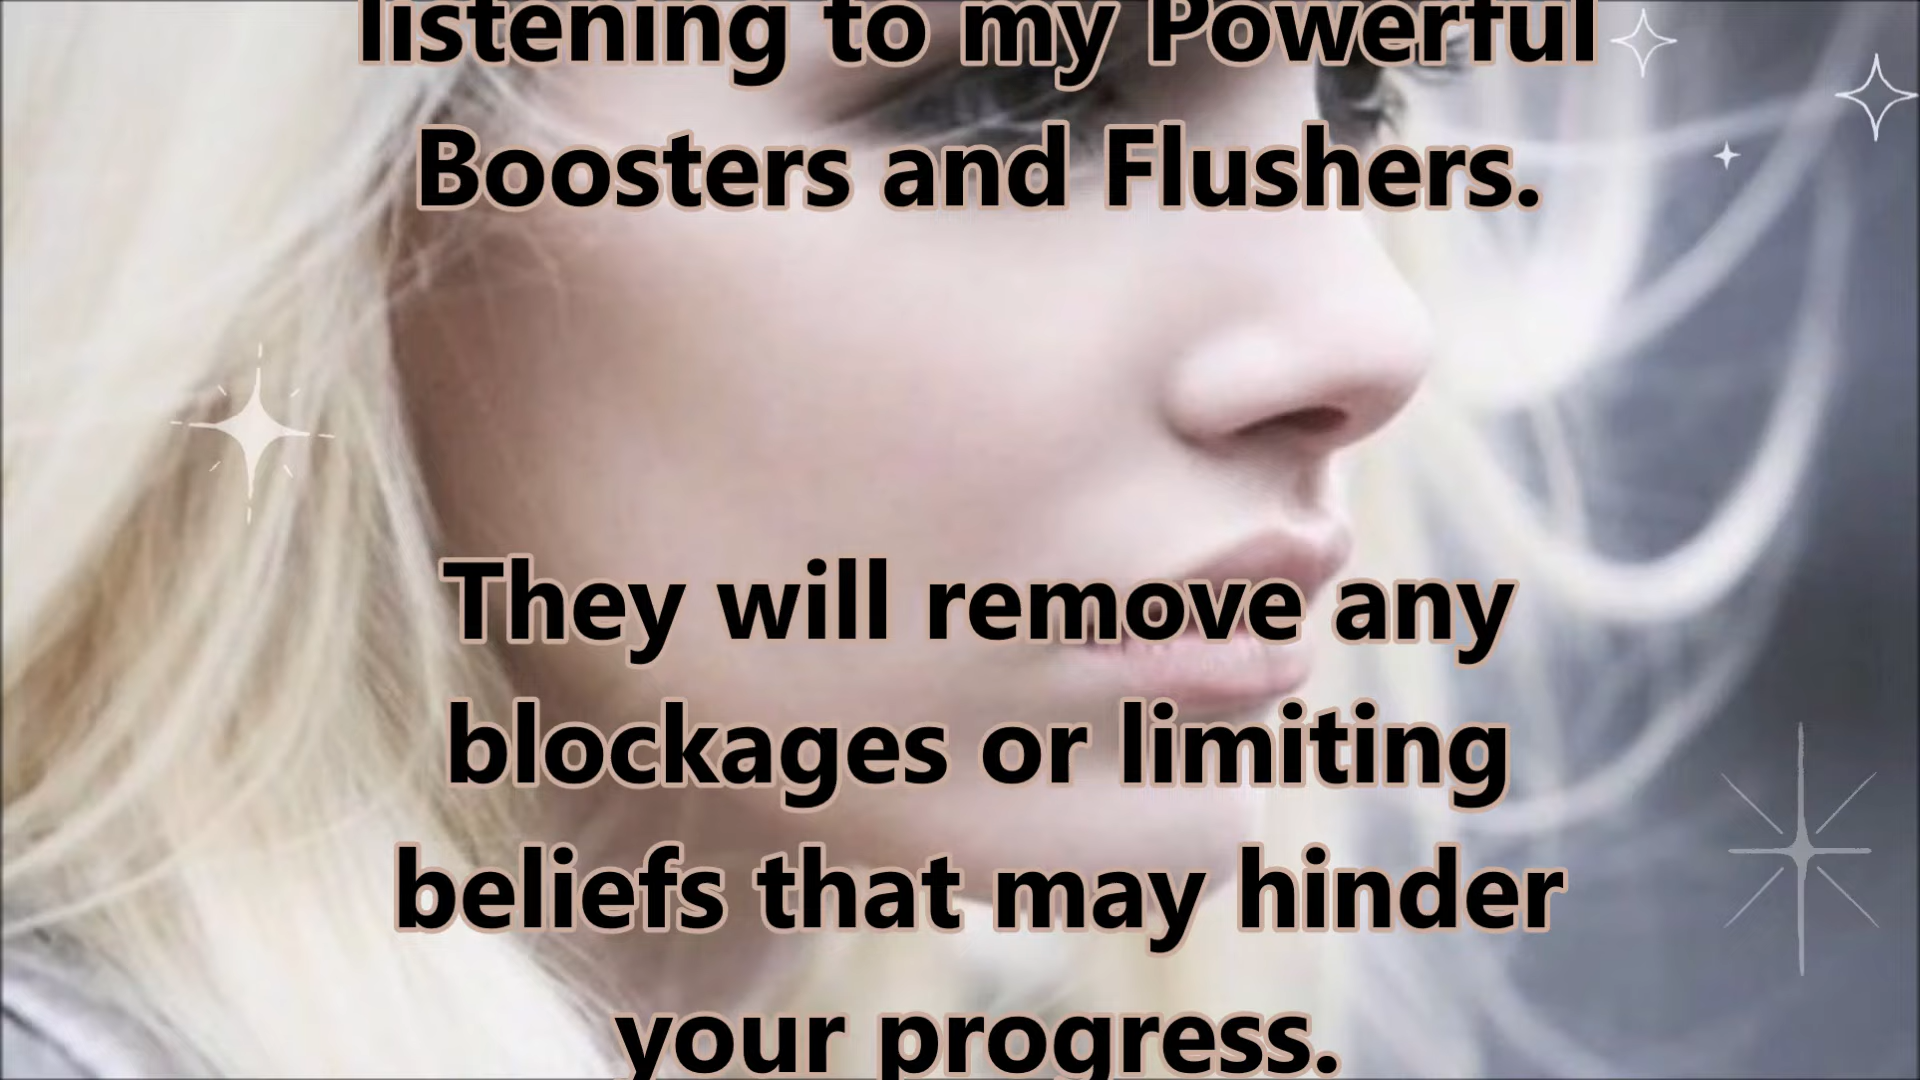 listening to my Powerful
Boosters and Flushers.
They will remove any
blockages or limiting
beliefs that may hinder
your progress.